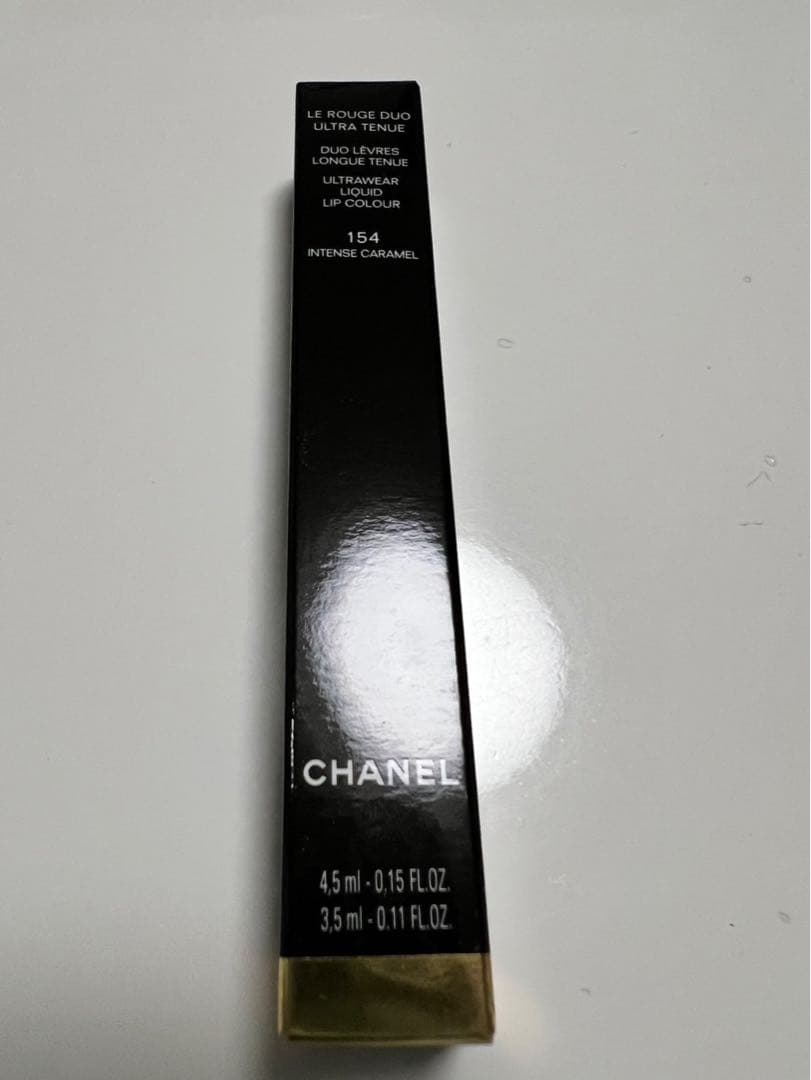 LE ROUGE DUO
ULTRA TENUE
DUO LÈVRES
LONGUE TENUE
ULTRAWEAR
LIQUID
LIP COLOUR
154
INTENSE CARAMEL
CHANEL
4,5 ml - 0,15 FL.OZ.
3,5 ml - 0.11 FL.OZ.